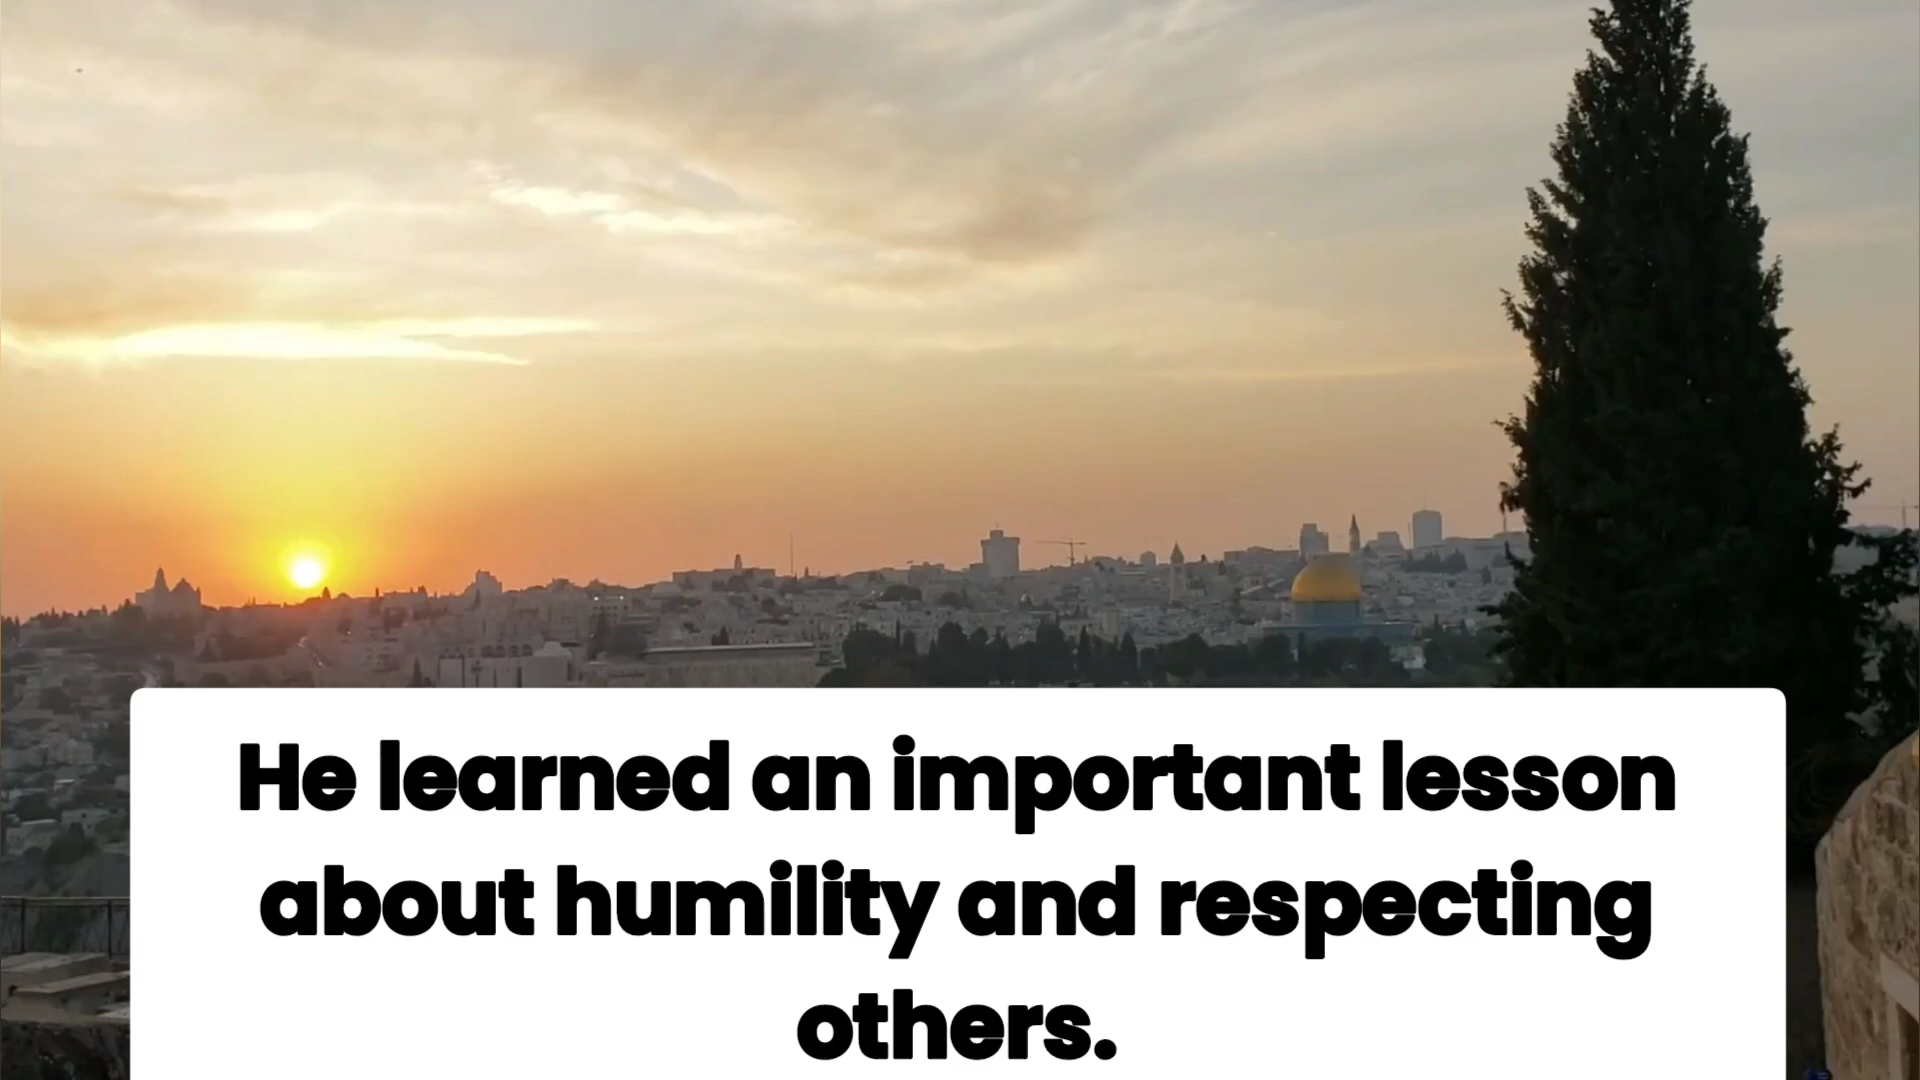 He learned an important lesson
about humility and respecting
others.